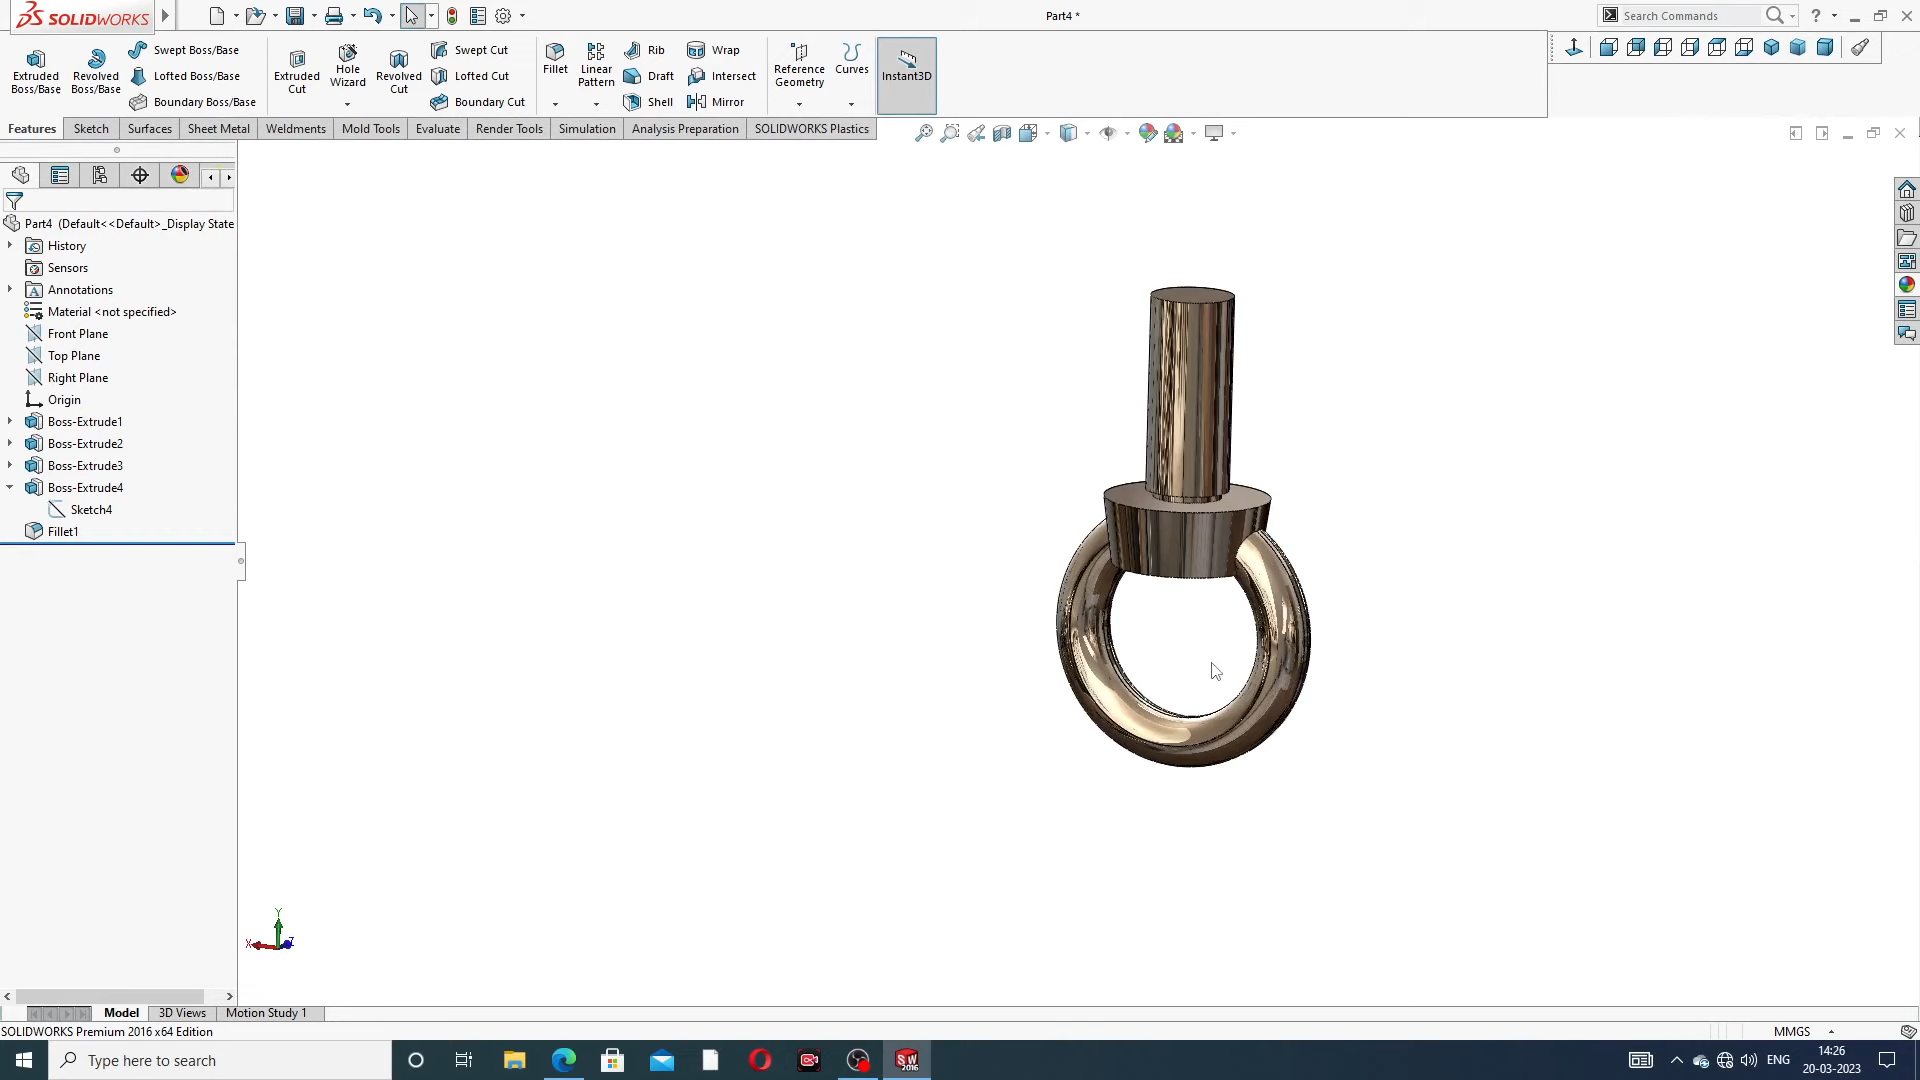 SOLIDWORKS
Part4 *
Search Commands
?
Extruded Boss/Base
Revolved Boss/Base
Swept Boss/Base
Lofted Boss/Base
Boundary Boss/Base
Extruded Cut
Hole Wizard
Revolved Cut
Swept Cut
Lofted Cut
Boundary Cut
Fillet
Linear Pattern
Rib
Draft
Shell
Wrap
Intersect
Mirror
Reference Geometry
Curves
Instant3D
Features
Sketch
Surfaces
Sheet Metal
Weldments
Mold Tools
Evaluate
Render Tools
Simulation
Analysis Preparation
SOLIDWORKS Plastics
Part4 (Default<<Default>_Display State
History
Sensors
Annotations
Material <not specified>
Front Plane
Top Plane
Right Plane
Origin
Boss-Extrude1
Boss-Extrude2
Boss-Extrude3
Boss-Extrude4
Sketch4
Fillet1
Y
X
Z
Model
3D Views
Motion Study 1
SOLIDWORKS Premium 2016 x64 Edition
MMGS
Type here to search
SW
2016
ENG
14:26
20-03-2023